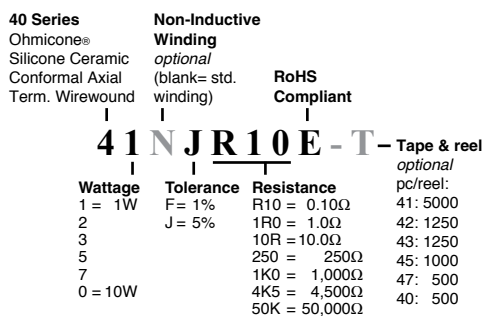 40 Series
Ohmicone®
Silicone Ceramic
Conformal Axial
Term. Wirewound
Non-Inductive
Winding
optional
(blank= std.
winding)
RoHS
Compliant
41NJR10E-T
Tape & reel
optional
pc/reel:
41: 5000
42: 1250
43: 1250
45: 1000
47: 500
40: 500
Wattage
1 = 1W
2
3
5
7
0 = 10W
Tolerance
F= 1%
J= 5%
Resistance
R10 = 0.10Ω
1R0 = 1.0Ω
10R =10.0Ω
250 = 250Ω
1K0 = 1,000Ω
4K5 = 4,500Ω
50K = 50,000Ω